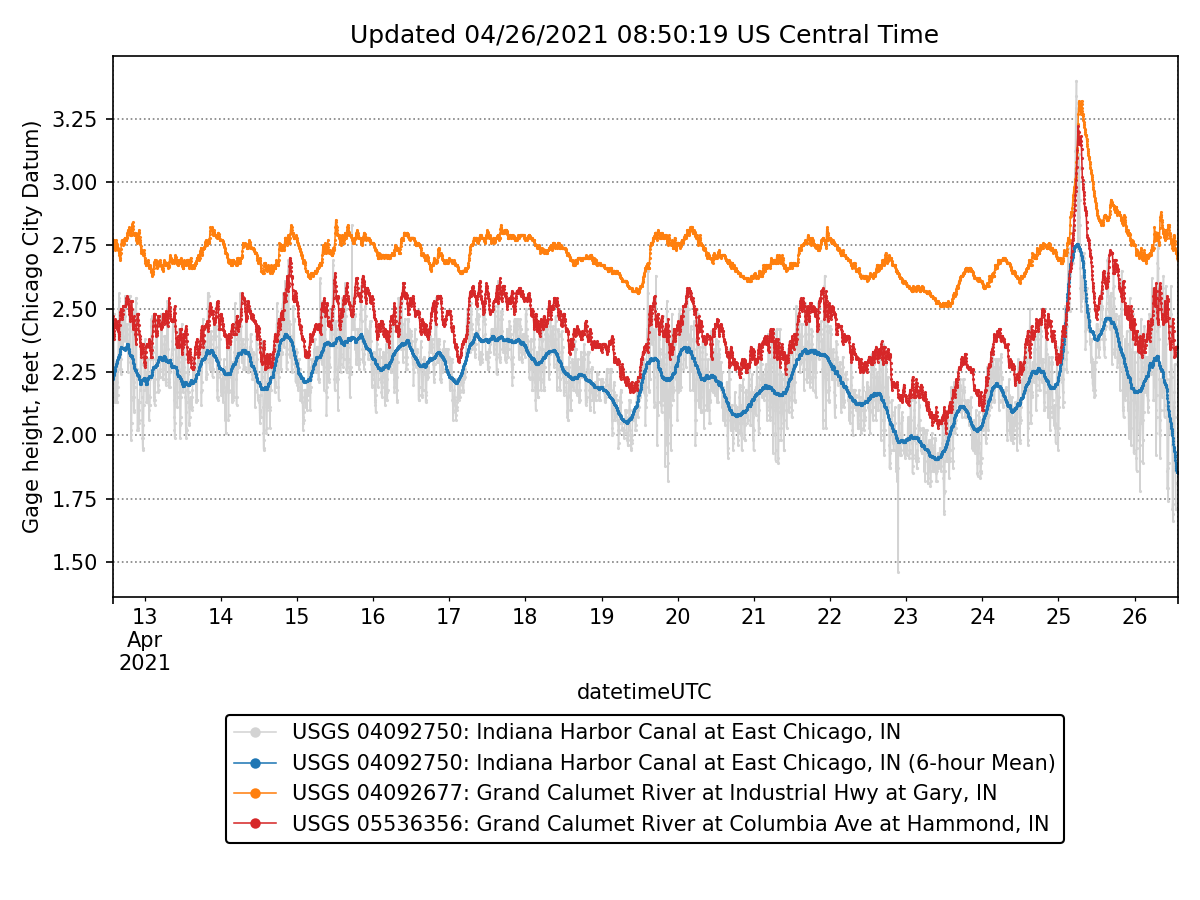 Updated 04/26/2021 08:50:19 US Central Time
Gage height, feet (Chicago City Datum)
3.25
3.00
2.75
2.50
2.25
2.00
1.75
1.50
13 14 15 16 17 18 19 20 21 22 23 24 25 26
Apr
2021
datetimeUTC
USGS 04092750: Indiana Harbor Canal at East Chicago, IN
USGS 04092750: Indiana Harbor Canal at East Chicago, IN (6-hour Mean)
USGS 04092677: Grand Calumet River at Industrial Hwy at Gary, IN
USGS 05536356: Grand Calumet River at Columbia Ave at Hammond, IN